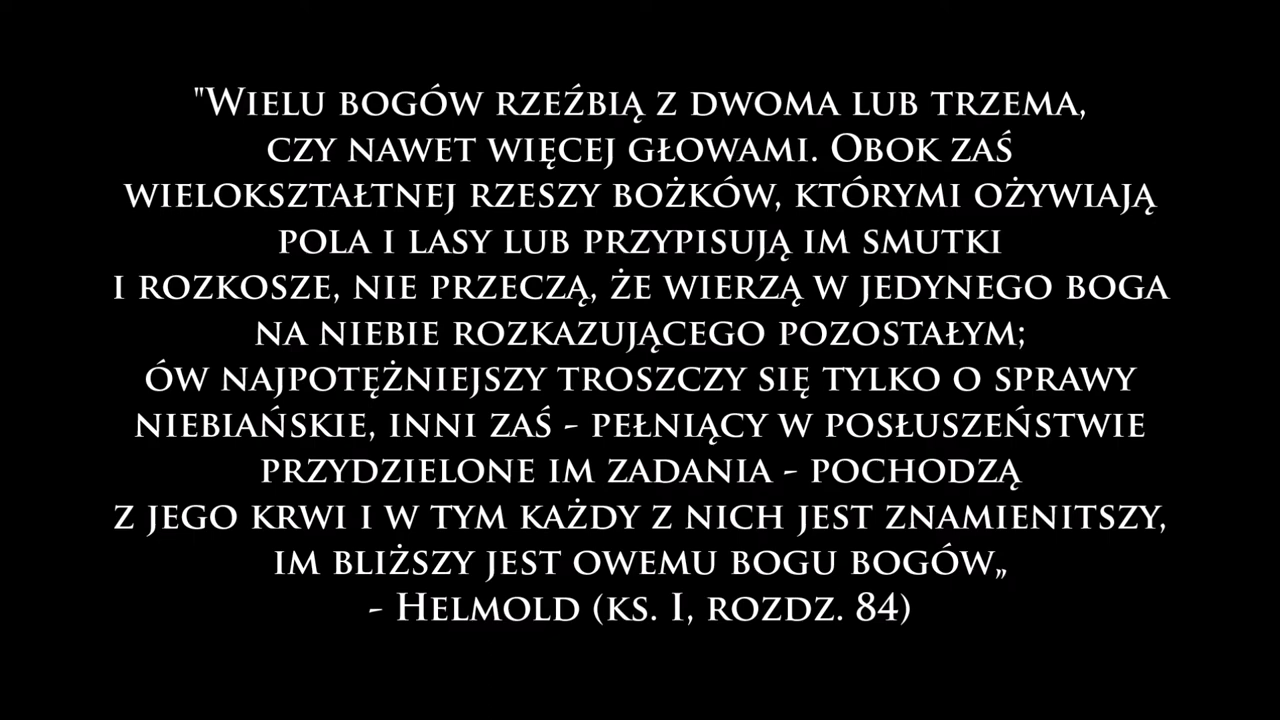 "Wielu bogów rzeźbią z dwoma lub trzema,
czy nawet więcej głowami. Obok zaś
wielokształtnej rzeszy bożków, którymi ożywiają
pola i lasy lub przypisują im smutki
i rozkosze, nie przeczą, że wierzą w jedynego boga
na niebie rozkazującego pozostałym;
ów najpotężniejszy troszczy się tylko o sprawy
niebiańskie, inni zaś - pełniący w posłuszeństwie
przydzielone im zadania - pochodzą
z jego krwi i w tym każdy z nich jest znamienitszy,
im bliższy jest owemu bogu bogów„
- Helmold (ks. I, rozdz. 84)